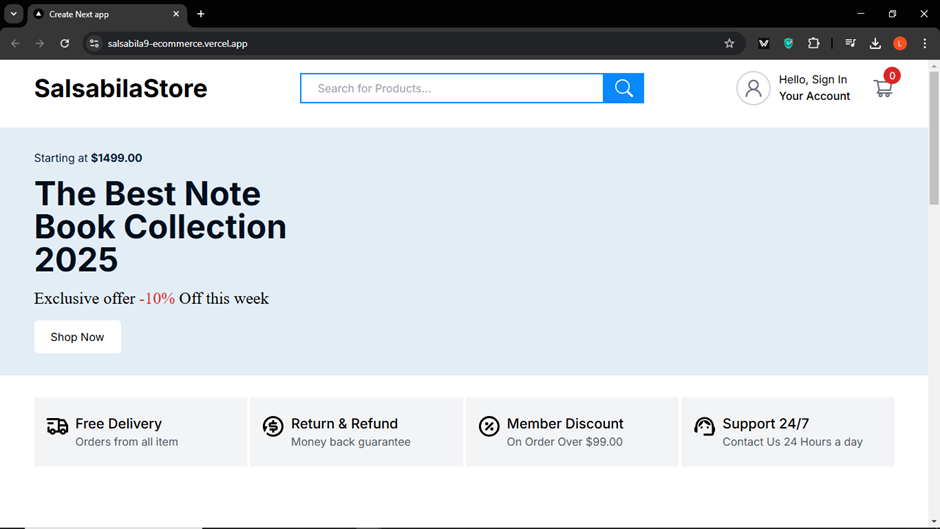 Create Next app
salsabila9-ecommerce.vercel.app
W
L
SalsabilaStore
Search for Products...
Hello, Sign In
Your Account
0
Starting at $1499.00
The Best Note
Book Collection
2025
Exclusive offer -10% Off this week
Shop Now
Free Delivery
Orders from all item
Return & Refund
Money back guarantee
Member Discount
On Order Over $99.00
Support 24/7
Contact Us 24 Hours a day